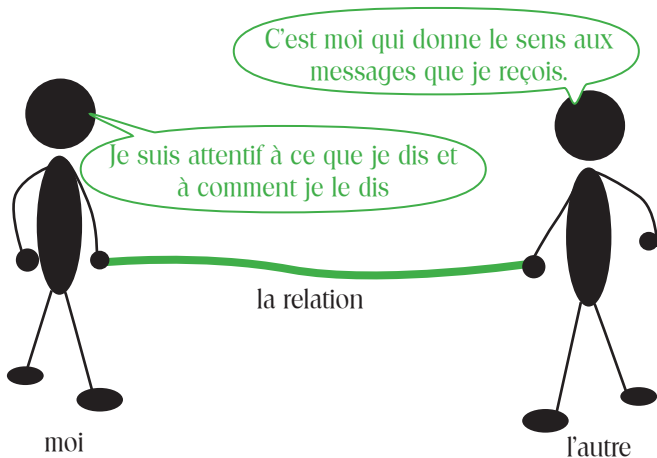 C'est moi qui donne le sens aux
messages que je reçois.
Je suis attentif à ce que je dis et
à comment je le dis
la relation
moi
l'autre